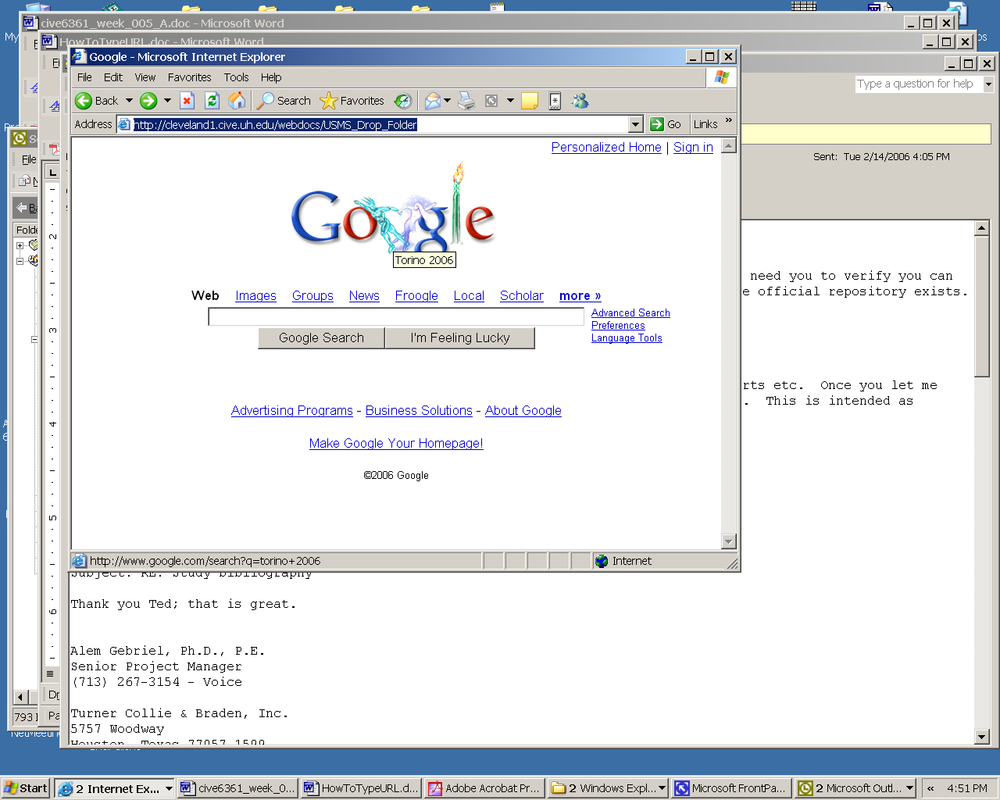 cive6361_week_005_A.doc - Microsoft Word
HowToTypeURL.doc - Microsoft Word
Google - Microsoft Internet Explorer
File Edit View Favorites Tools Help
Type a question for help
Back Search Favorites
Address http://cleveland1.cive.uh.edu/webdocs/USMS_Drop_Folder Go Links »
Personalized Home | Sign in
Sent: Tue 2/14/2006 4:05 PM
File
Google
Torino 2006
need you to verify you can
e official repository exists.
Web Images Groups News Froogle Local Scholar more »
Advanced Search
Preferences
Language Tools
Google Search I'm Feeling Lucky
rts etc. Once you let me
. This is intended as
Advertising Programs - Business Solutions - About Google
Make Google Your Homepage!
©2006 Google
2
3
4
5
6
http://www.google.com/search?q=torino+2006 Internet
Subject: RE: Study bibliography
Thank you Ted; that is great.
Alem Gebriel, Ph.D., P.E.
Senior Project Manager
(713) 267-3154 - Voice
Turner Collie & Braden, Inc.
5757 Woodway
Houston, Texas 77057-1599
Start 2 Internet Ex... cive6361_week_0... HowToTypeURL.d... Adobe Acrobat Pr... 2 Windows Expl... Microsoft FrontPa... 2 Microsoft Outl... « 4:51 PM